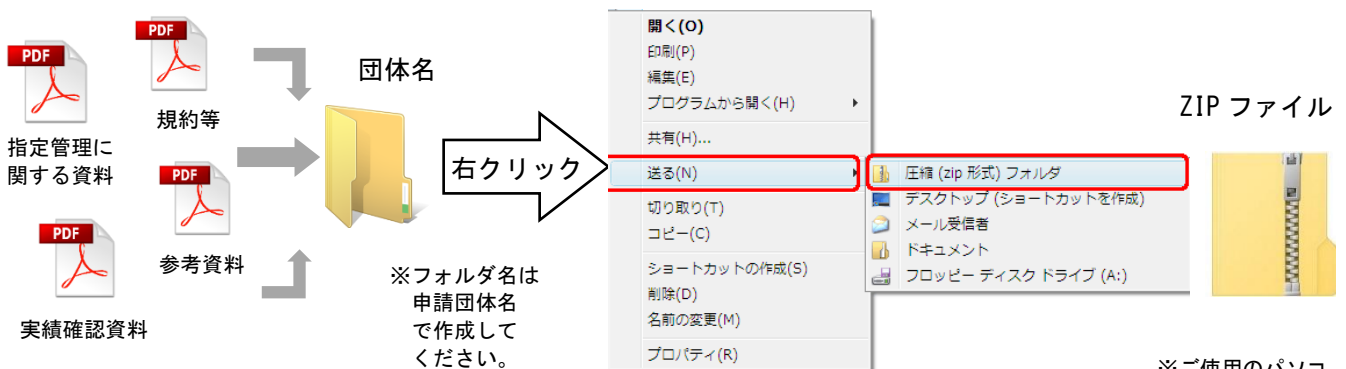 PDF
指定管理に
関する資料
PDF
規約等
PDF
参考資料
PDF
実績確認資料
団体名
※フォルダ名は
申請団体名
で作成して
ください。
右クリック
開く(O)
印刷(P)
編集(E)
プログラムから開く(H)
共有(H)...
送る(N)
切り取り(T)
コピー(C)
ショートカットの作成(S)
削除(D)
名前の変更(M)
プロパティ(R)
圧縮 (zip 形式) フォルダ
デスクトップ (ショートカットを作成)
メール受信者
ドキュメント
フロッピー ディスク ドライブ (A:)
ZIP ファイル
※ご使用のパソコ